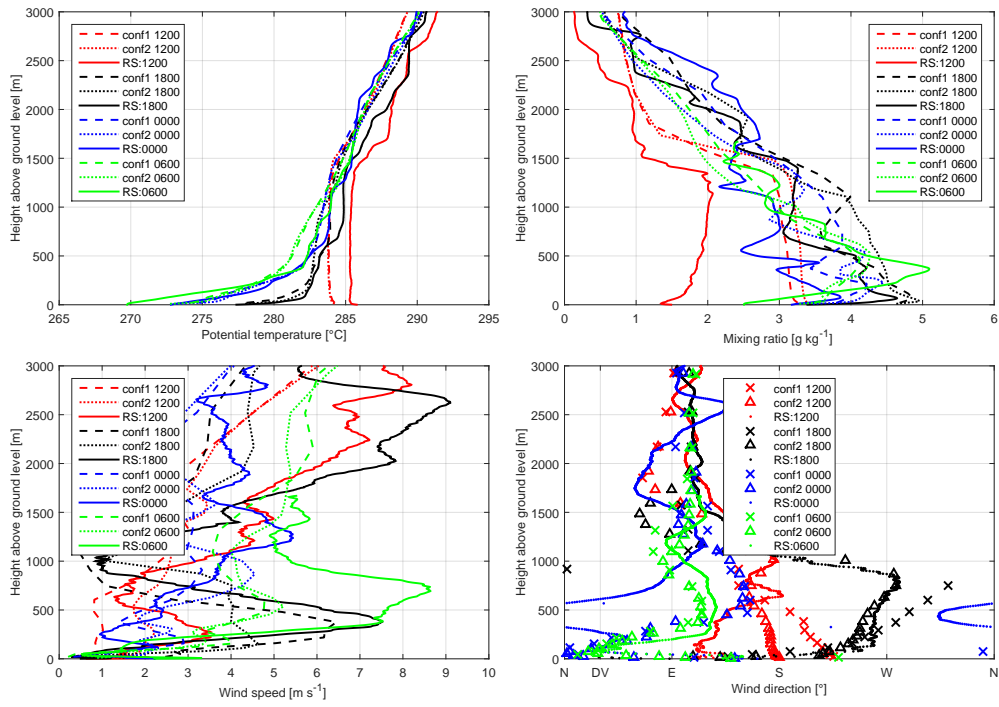 3000
2500
2000
1500
1000
500
0
Height above ground level [m]
conf1 1200
conf2 1200
RS:1200
conf1 1800
conf2 1800
RS:1800
conf1 0000
conf2 0000
RS:0000
conf1 0600
conf2 0600
RS:0600
265 270 275 280 285 290 295
Potential temperature [°C]
3000
2500
2000
1500
1000
500
0
Height above ground level [m]
conf1 1200
conf2 1200
RS:1200
conf1 1800
conf2 1800
RS:1800
conf1 0000
conf2 0000
RS:0000
conf1 0600
conf2 0600
RS:0600
0 1 2 3 4 5 6
Mixing ratio [g kg⁻¹]
3000
2500
2000
1500
1000
500
0
Height above ground level [m]
conf1 1200
conf2 1200
RS:1200
conf1 1800
conf2 1800
RS:1800
conf1 0000
conf2 0000
RS:0000
conf1 0600
conf2 0600
RS:0600
0 1 2 3 4 5 6 7 8 9 10
Wind speed [m s⁻¹]
3000
2500
2000
1500
1000
500
0
Height above ground level [m]
conf1 1200
conf2 1200
RS:1200
conf1 1800
conf2 1800
RS:1800
conf1 0000
conf2 0000
RS:0000
conf1 0600
conf2 0600
RS:0600
N DV E S W N
Wind direction [°]